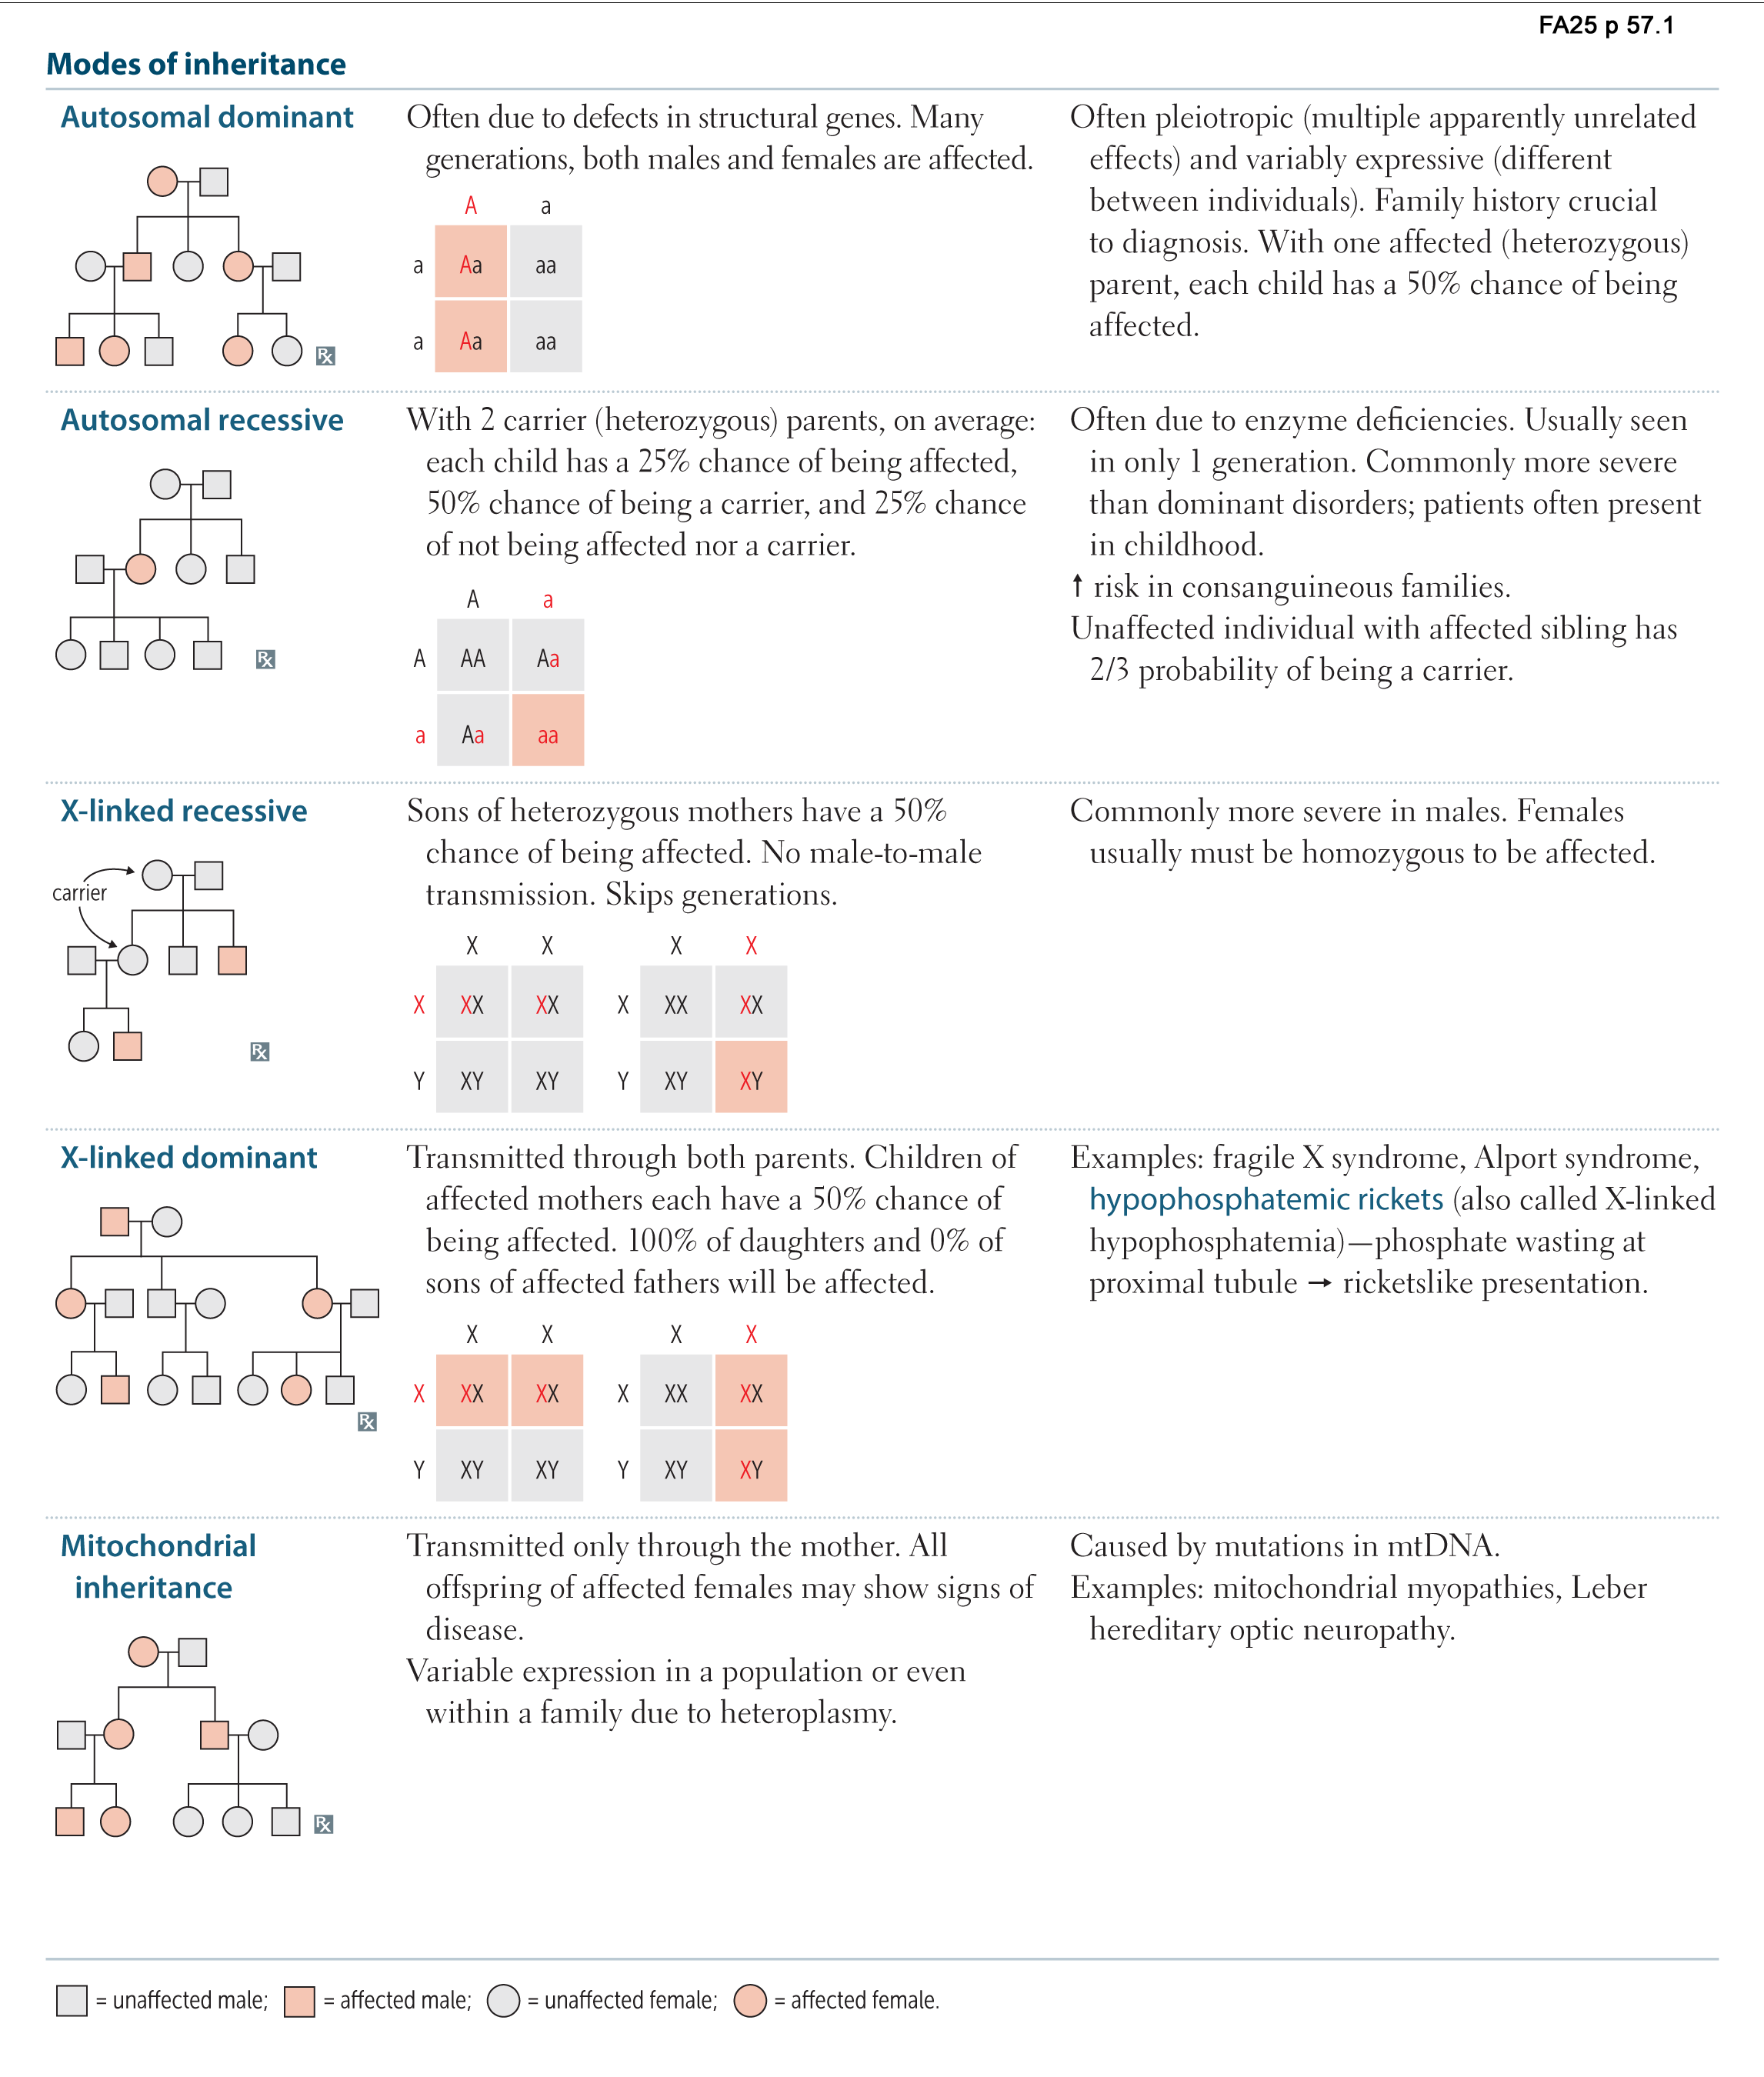 FA25 p 57.1
Modes of inheritance
Autosomal dominant
Often due to defects in structural genes. Many
generations, both males and females are affected.
A a
a Aa aa
a Aa aa
Often pleiotropic (multiple apparently unrelated
effects) and variably expressive (different
between individuals). Family history crucial
to diagnosis. With one affected (heterozygous)
parent, each child has a 50% chance of being
affected.
Rx
Autosomal recessive
With 2 carrier (heterozygous) parents, on average:
each child has a 25% chance of being affected,
50% chance of being a carrier, and 25% chance
of not being affected nor a carrier.
A a
A AA Aa
a Aa aa
Often due to enzyme deficiencies. Usually seen
in only 1 generation. Commonly more severe
than dominant disorders; patients often present
in childhood.
↑ risk in consanguineous families.
Unaffected individual with affected sibling has
2/3 probability of being a carrier.
Rx
X-linked recessive
carrier
Sons of heterozygous mothers have a 50%
chance of being affected. No male-to-male
transmission. Skips generations.
X X X X
X XX XX X XX XX
Y XY XY Y XY XY
Commonly more severe in males. Females
usually must be homozygous to be affected.
Rx
X-linked dominant
Transmitted through both parents. Children of
affected mothers each have a 50% chance of
being affected. 100% of daughters and 0% of
sons of affected fathers will be affected.
X X X X
X XX XX X XX XX
Y XY XY Y XY XY
Examples: fragile X syndrome, Alport syndrome,
hypophosphatemic rickets (also called X-linked
hypophosphatemia)—phosphate wasting at
proximal tubule → ricketslike presentation.
Rx
Mitochondrial
inheritance
Transmitted only through the mother. All
offspring of affected females may show signs of
disease.
Variable expression in a population or even
within a family due to heteroplasmy.
Caused by mutations in mtDNA.
Examples: mitochondrial myopathies, Leber
hereditary optic neuropathy.
Rx
= unaffected male; = affected male; = unaffected female; = affected female.